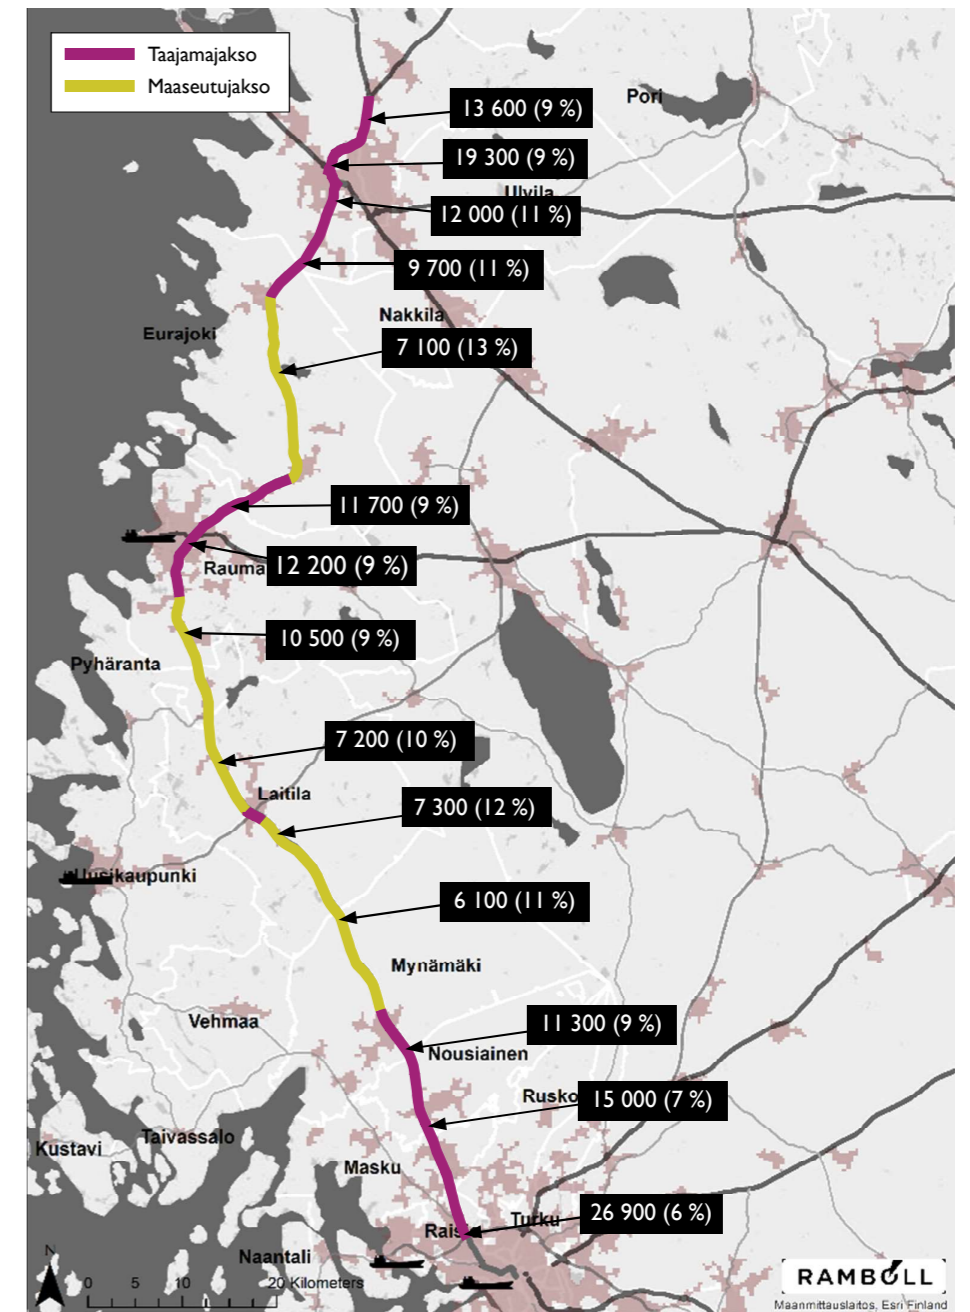 Taajamajakso
Maaseutujakso
13 600 (9 %)
Pori
19 300 (9 %)
Ulvila
12 000 (11 %)
9 700 (11 %)
Nakkila
Eurajoki
7 100 (13 %)
11 700 (9 %)
Rauma
12 200 (9 %)
10 500 (9 %)
Pyhäranta
7 200 (10 %)
Laitila
7 300 (12 %)
Uusikaupunki
6 100 (11 %)
Mynämäki
Vehmaa
11 300 (9 %)
Nousiainen
Rusko
15 000 (7 %)
Taivassalo
Kustavi
Masku
26 900 (6 %)
Turku
Raisi
Naantali
N
0 5 10 20 Kilometers
RAMBOLL
Maanmittauslaitos, Esri Finland